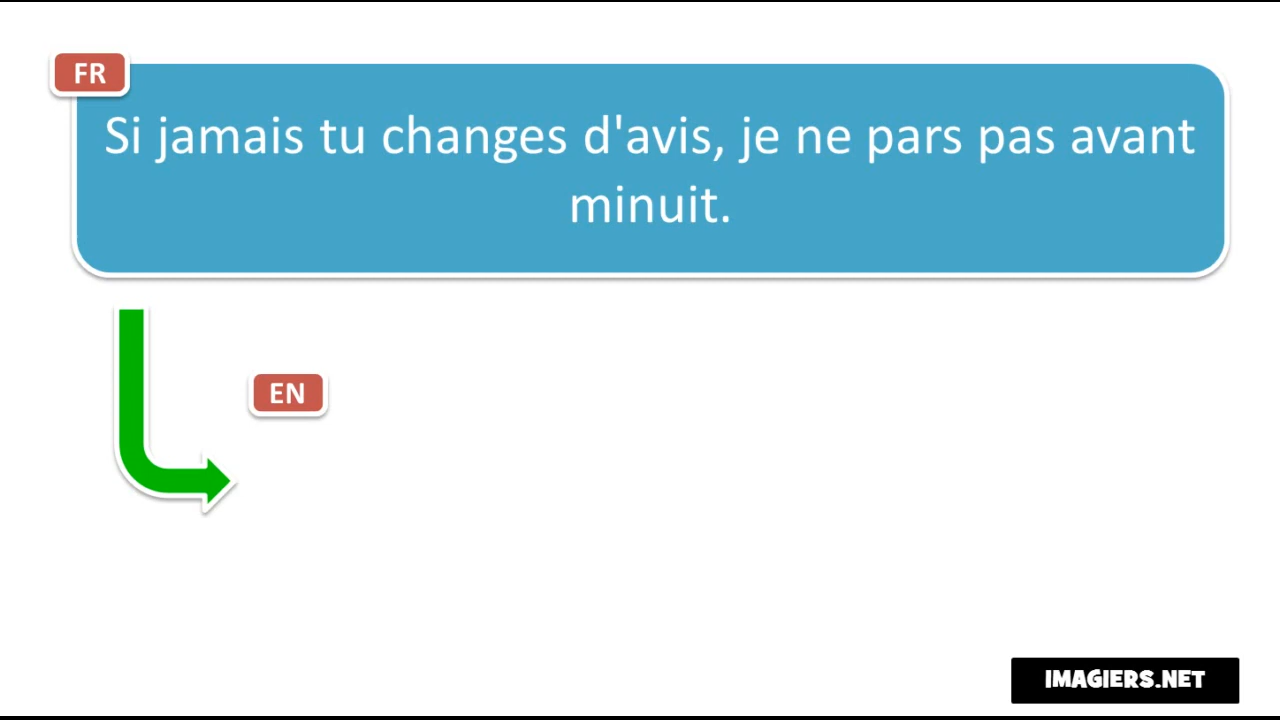 FR
Si jamais tu changes d'avis, je ne pars pas avant
minuit.
EN
IMAGIERS.NET